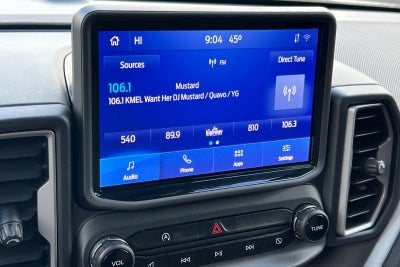 HI 9:04 45°
Sources FM Direct Tune
106.1 Mustard
106.1 KMEL Want Her DJ Mustard / Quavo / YG
540 89.9 810 106.3
Audio Phone Apps Settings
VOL TUNE